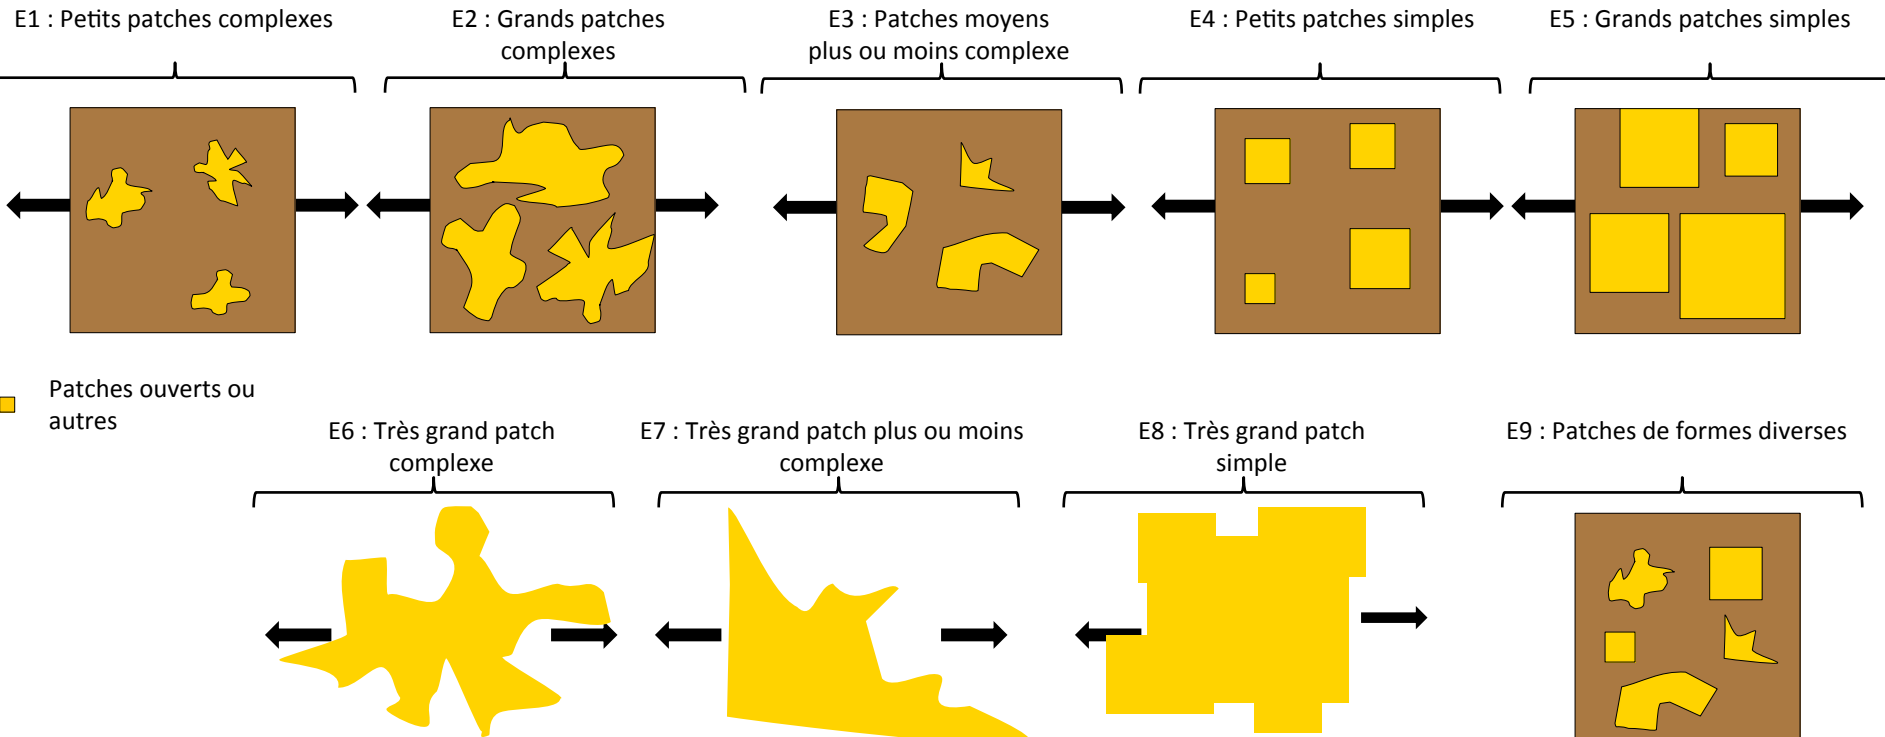 E1 : Petits patches complexes
E2 : Grands patches
complexes
E3 : Patches moyens
plus ou moins complexe
E4 : Petits patches simples
E5 : Grands patches simples
Patches ouverts ou
autres
E6 : Très grand patch
complexe
E7 : Très grand patch plus ou moins
complexe
E8 : Très grand patch
simple
E9 : Patches de formes diverses